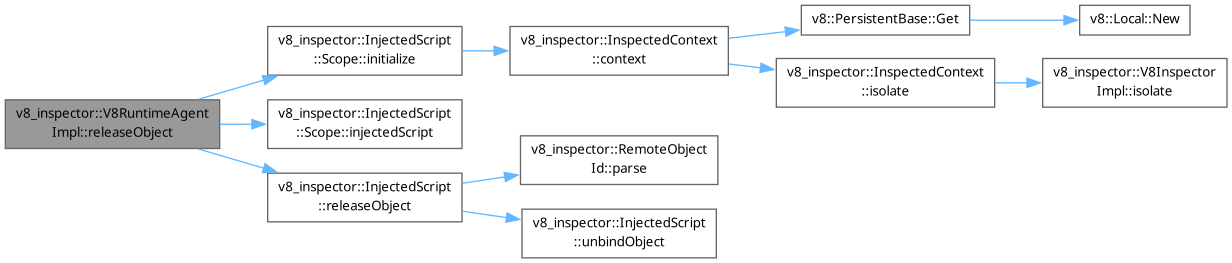 v8_inspector::V8RuntimeAgent
Impl::releaseObject
v8_inspector::InjectedScript
::Scope::initialize
v8_inspector::InspectedContext
::context
v8::PersistentBase::Get
v8::Local::New
v8_inspector::InspectedContext
::isolate
v8_inspector::V8Inspector
Impl::isolate
v8_inspector::InjectedScript
::Scope::injectedScript
v8_inspector::InjectedScript
::releaseObject
v8_inspector::RemoteObject
Id::parse
v8_inspector::InjectedScript
::unbindObject